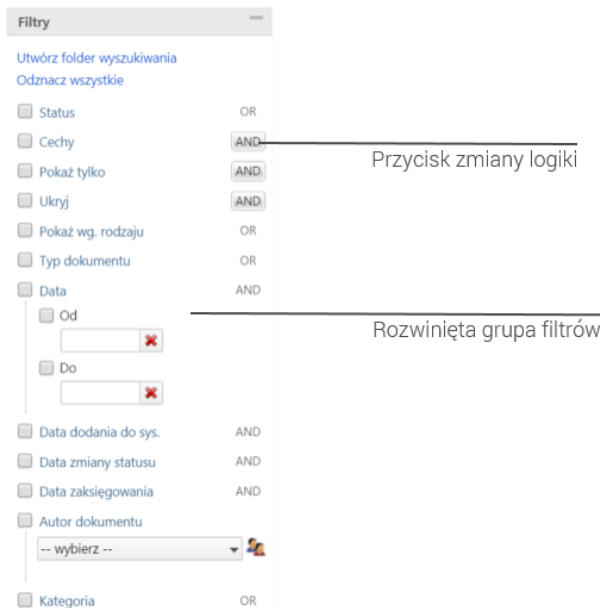 Filtry
Utwórz folder wyszukiwania
Odznacz wszystkie
Status OR
Cechy AND
Przycisk zmiany logiki
Pokaż tylko AND
Ukryj AND
Pokaż wg. rodzaju OR
Typ dokumentu OR
Data AND
Od
Rozwinięta grupa filtrów
Do
Data dodania do sys. AND
Data zmiany statusu AND
Data zaksięgowania AND
Autor dokumentu
-- wybierz --
Kategoria OR